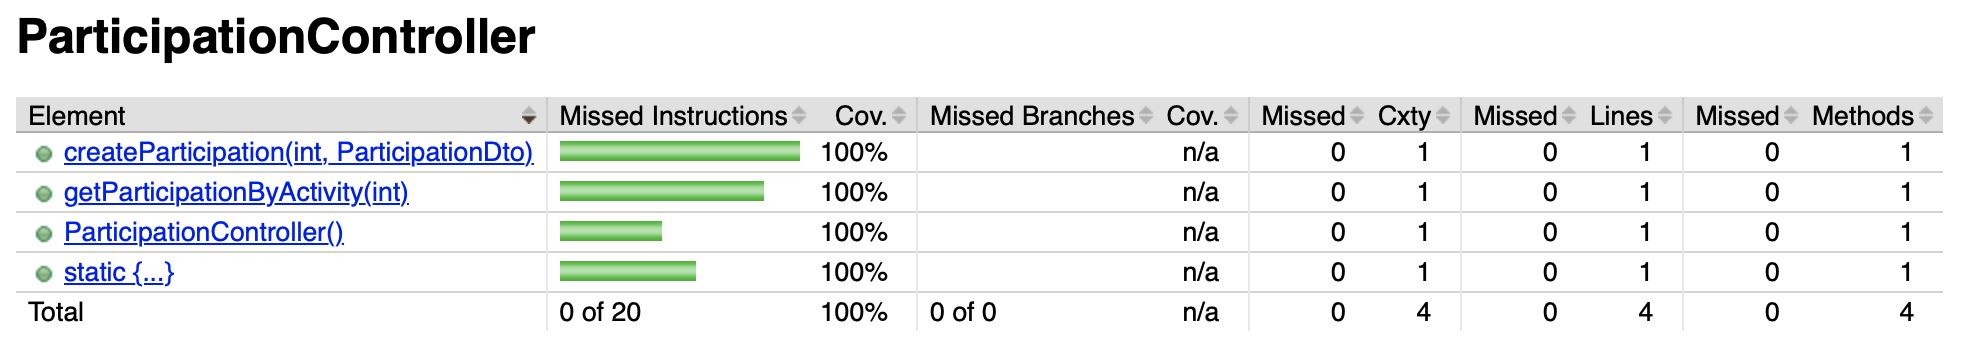 ParticipationController
Element Missed Instructions Cov. Missed Branches Cov. Missed Cxty Missed Lines Missed Methods
createParticipation(int, ParticipationDto) 100% n/a 0 1 0 1 0 1
getParticipationByActivity(int) 100% n/a 0 1 0 1 0 1
ParticipationController() 100% n/a 0 1 0 1 0 1
static {...} 100% n/a 0 1 0 1 0 1
Total 0 of 20 100% 0 of 0 n/a 0 4 0 4 0 4